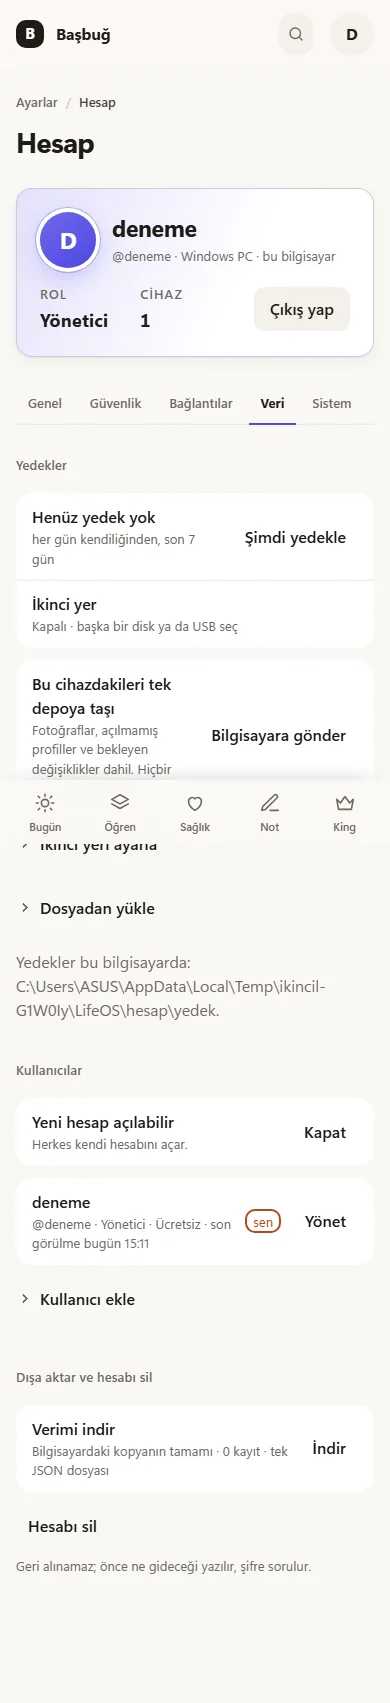 B Başbuğ D
Ayarlar / Hesap
Hesap
D
deneme
@deneme · Windows PC · bu bilgisayar
ROL CİHAZ
Yönetici 1
Çıkış yap
Genel Güvenlik Bağlantılar Veri Sistem
Yedekler
Henüz yedek yok
her gün kendiliğinden, son 7
gün
Şimdi yedekle
İkinci yer
Kapalı · başka bir disk ya da USB seç
Bu cihazdakileri tek
depoya taşı
Fotoğraflar, açılmamış
profiller ve bekleyen
değişiklikler dahil. Hiçbir
Bilgisayara gönder
Bugün Öğren Sağlık Not King
İkinci yeri ayarla
Dosyadan yükle
Yedekler bu bilgisayarda:
C:\Users\ASUS\AppData\Local\Temp\ikincil-
G1W0ly\LifeOS\hesap\yedek.
Kullanıcılar
Yeni hesap açılabilir
Herkes kendi hesabını açar.
Kapat
deneme
@deneme · Yönetici · Ücretsiz · son
görülme bugün 15:11
sen
Yönet
Kullanıcı ekle
Dışa aktar ve hesabı sil
Verimi indir
Bilgisayardaki kopyanın tamamı · 0 kayıt · tek
JSON dosyası
İndir
Hesabı sil
Geri alınamaz; önce ne gideceği yazılır, şifre sorulur.